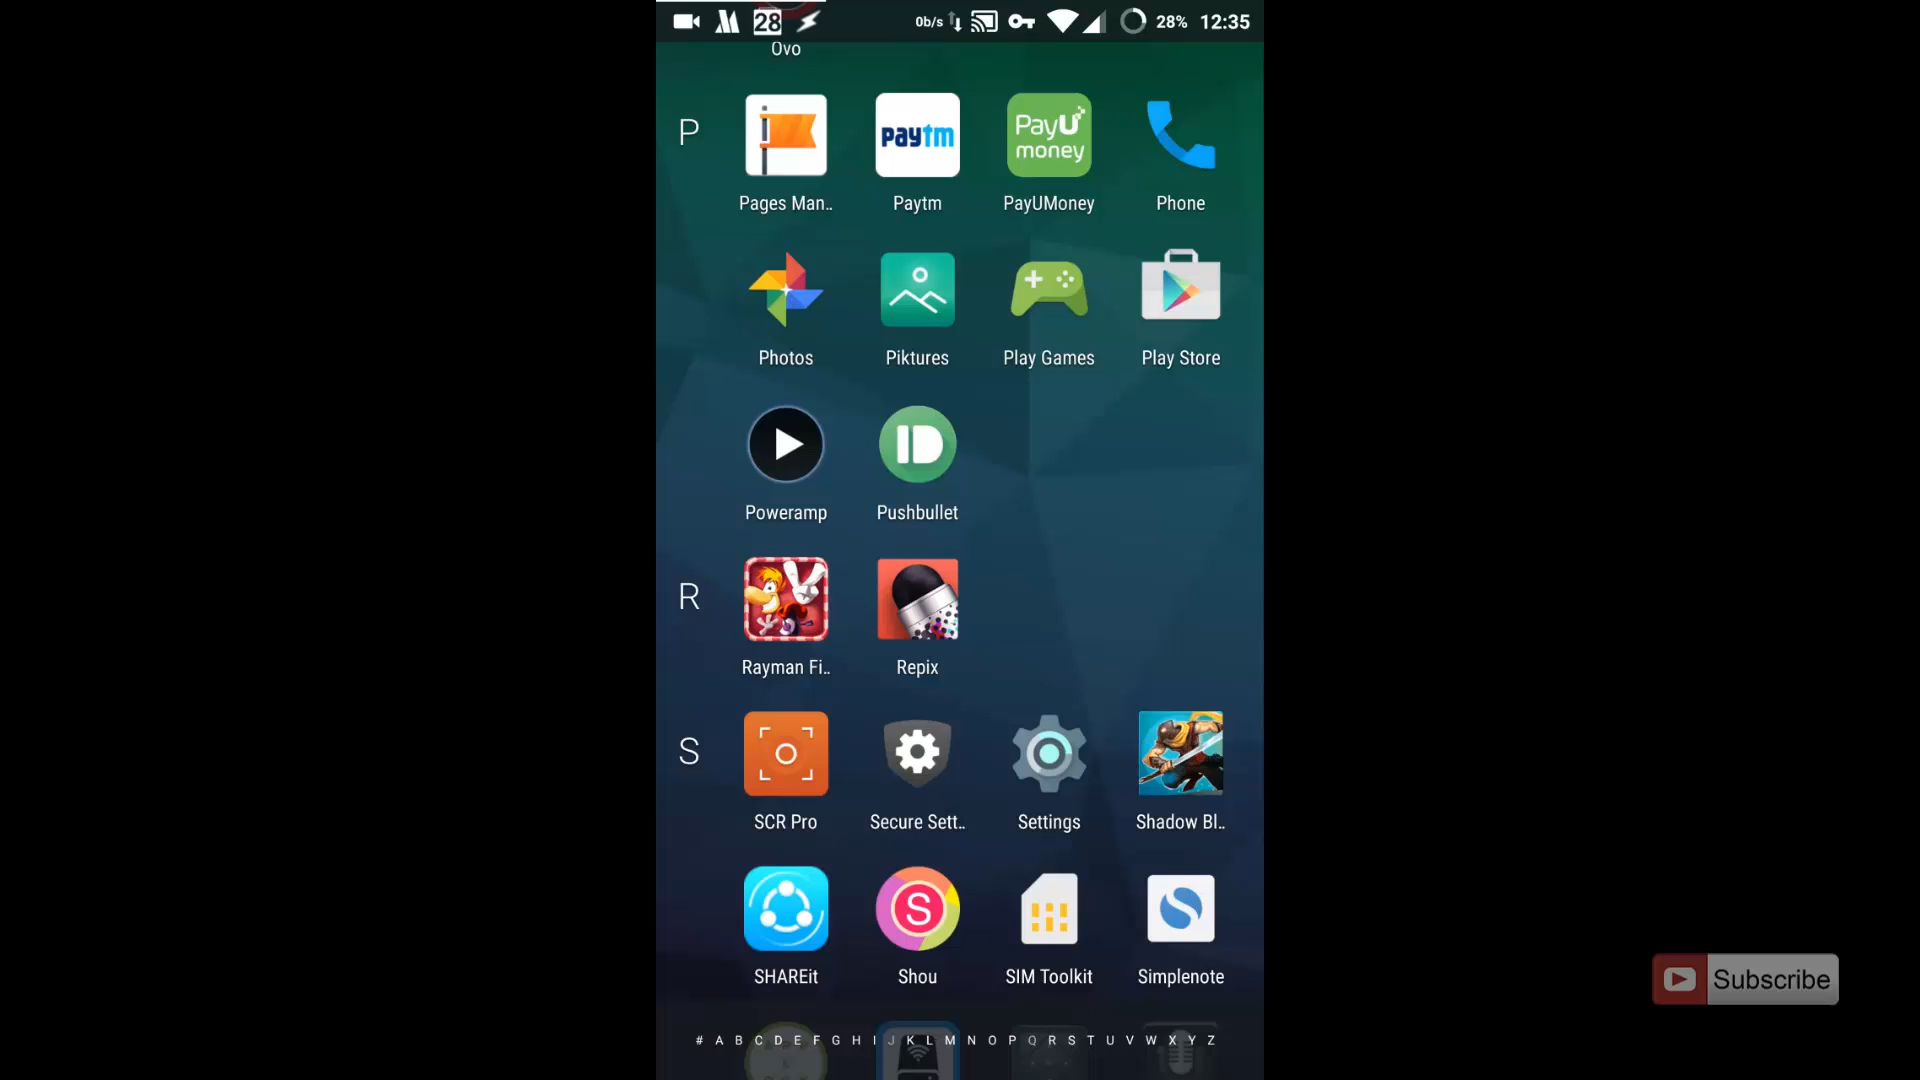 28 0b/s 28% 12:35
Ovo
P
paytm
PayU
money
Pages Man.. Paytm PayUMoney Phone
Photos Piktures Play Games Play Store
Poweramp Pushbullet
R
Rayman Fi.. Repix
S
SCR Pro Secure Sett.. Settings Shadow Bl..
S
SHAREit Shou SIM Toolkit Simplenote
Subscribe
# A B C D E F G H I J K L M N O P Q R S T U V W X Y Z